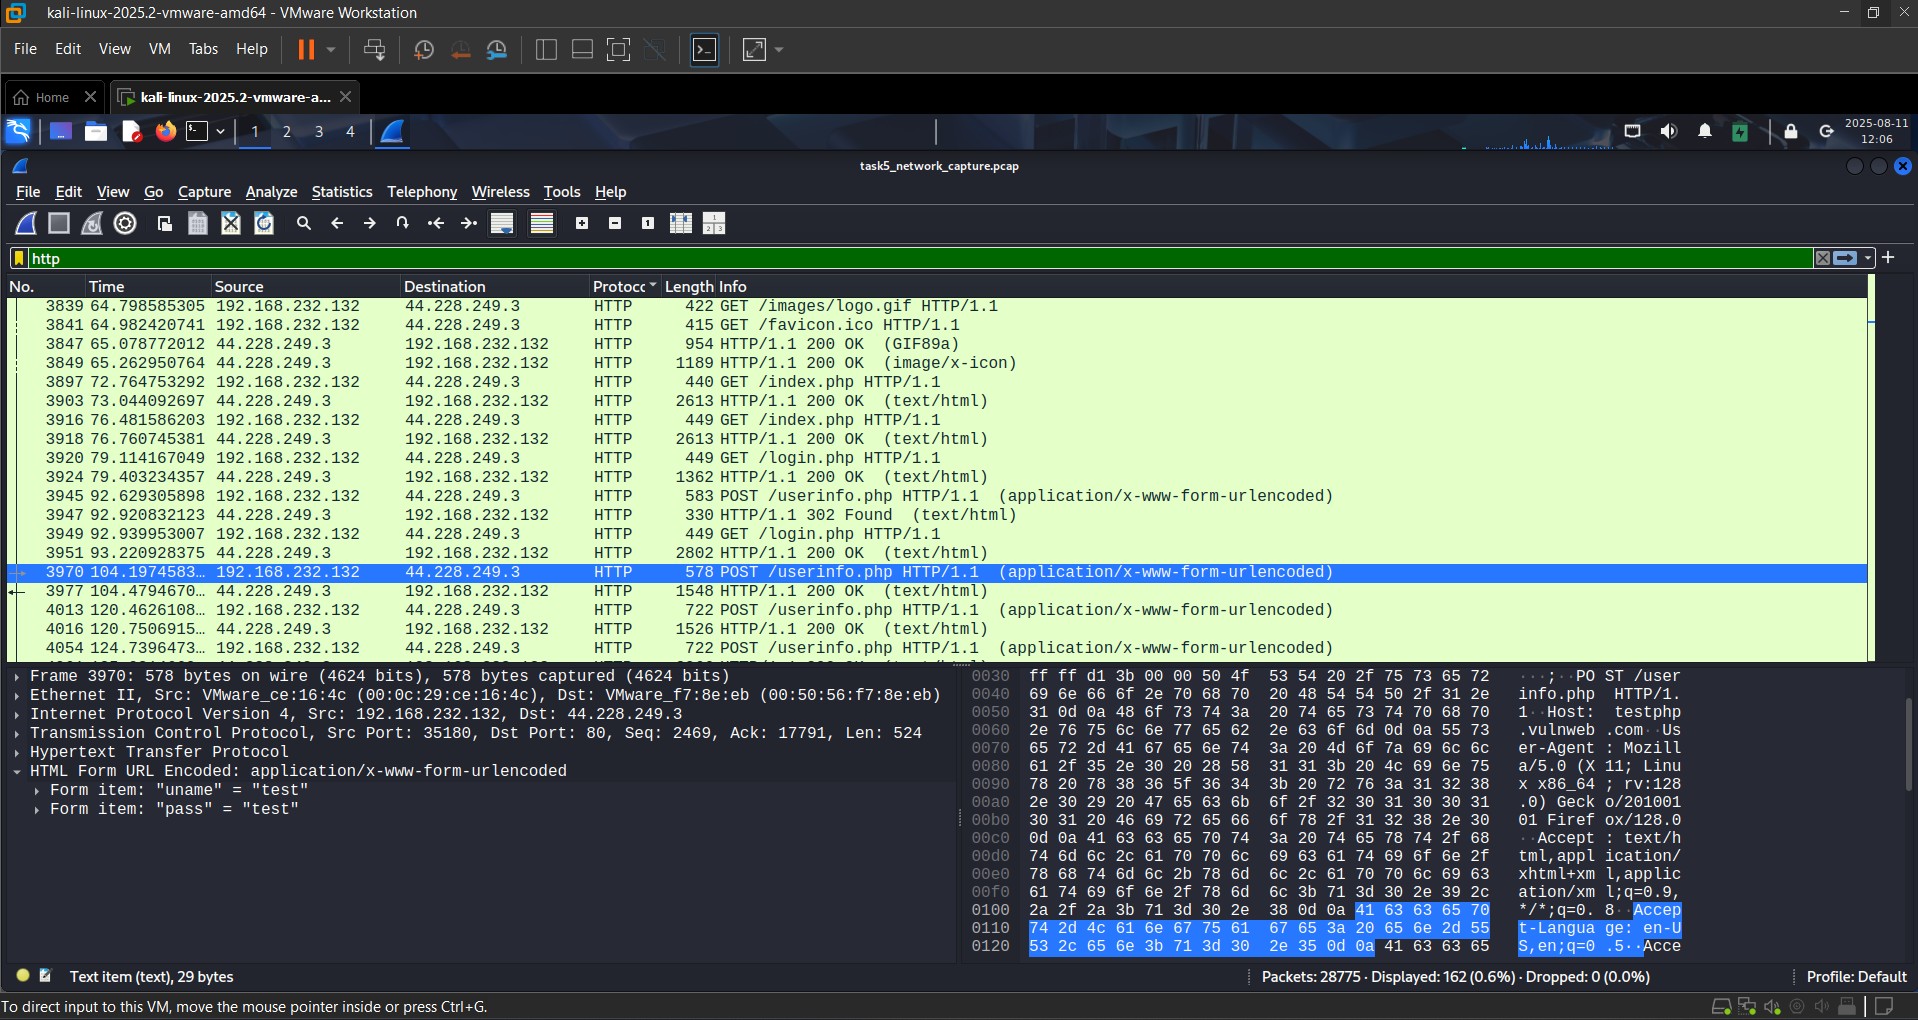 kali-linux-2025.2-vmware-amd64 - VMware Workstation
File Edit View VM Tabs Help
Home kali-linux-2025.2-vmware-a...
1 2 3 4 2025-08-11
12:06
task5_network_capture.pcap
File Edit View Go Capture Analyze Statistics Telephony Wireless Tools Help
http
No. Time Source Destination Protocc Length Info
3839 64.798585305 192.168.232.132 44.228.249.3 HTTP 422 GET /images/logo.gif HTTP/1.1
3841 64.982420741 192.168.232.132 44.228.249.3 HTTP 415 GET /favicon.ico HTTP/1.1
3847 65.078772012 44.228.249.3 192.168.232.132 HTTP 954 HTTP/1.1 200 OK (GIF89a)
3849 65.262950764 44.228.249.3 192.168.232.132 HTTP 1189 HTTP/1.1 200 OK (image/x-icon)
3897 72.764753292 192.168.232.132 44.228.249.3 HTTP 440 GET /index.php HTTP/1.1
3903 73.044092697 44.228.249.3 192.168.232.132 HTTP 2613 HTTP/1.1 200 OK (text/html)
3916 76.481586203 192.168.232.132 44.228.249.3 HTTP 449 GET /index.php HTTP/1.1
3918 76.760745381 44.228.249.3 192.168.232.132 HTTP 2613 HTTP/1.1 200 OK (text/html)
3920 79.114167049 192.168.232.132 44.228.249.3 HTTP 449 GET /login.php HTTP/1.1
3924 79.403234357 44.228.249.3 192.168.232.132 HTTP 1362 HTTP/1.1 200 OK (text/html)
3945 92.629305898 192.168.232.132 44.228.249.3 HTTP 583 POST /userinfo.php HTTP/1.1 (application/x-www-form-urlencoded)
3947 92.920832123 44.228.249.3 192.168.232.132 HTTP 330 HTTP/1.1 302 Found (text/html)
3949 92.939953007 192.168.232.132 44.228.249.3 HTTP 449 GET /login.php HTTP/1.1
3951 93.220928375 44.228.249.3 192.168.232.132 HTTP 2802 HTTP/1.1 200 OK (text/html)
3970 104.1974583… 192.168.232.132 44.228.249.3 HTTP 578 POST /userinfo.php HTTP/1.1 (application/x-www-form-urlencoded)
3977 104.4794670… 44.228.249.3 192.168.232.132 HTTP 1548 HTTP/1.1 200 OK (text/html)
4013 120.4626108… 192.168.232.132 44.228.249.3 HTTP 722 POST /userinfo.php HTTP/1.1 (application/x-www-form-urlencoded)
4016 120.7506915… 44.228.249.3 192.168.232.132 HTTP 1526 HTTP/1.1 200 OK (text/html)
4054 124.7396473… 192.168.232.132 44.228.249.3 HTTP 722 POST /userinfo.php HTTP/1.1 (application/x-www-form-urlencoded)
Frame 3970: 578 bytes on wire (4624 bits), 578 bytes captured (4624 bits)
Ethernet II, Src: VMware_ce:16:4c (00:0c:29:ce:16:4c), Dst: VMware_f7:8e:eb (00:50:56:f7:8e:eb)
Internet Protocol Version 4, Src: 192.168.232.132, Dst: 44.228.249.3
Transmission Control Protocol, Src Port: 35180, Dst Port: 80, Seq: 2469, Ack: 17791, Len: 524
Hypertext Transfer Protocol
HTML Form URL Encoded: application/x-www-form-urlencoded
Form item: "uname" = "test"
Form item: "pass" = "test"
0030 ff ff d1 3b 00 00 50 4f 53 54 20 2f 75 73 65 72 ···;··PO ST /user
0040 69 6e 66 6f 2e 70 68 70 20 48 54 54 50 2f 31 2e info.php HTTP/1.
0050 31 0d 0a 48 6f 73 74 3a 20 74 65 73 74 70 68 70 1··Host: testphp
0060 2e 76 75 6c 6e 77 65 62 2e 63 6f 6d 0d 0a 55 73 .vulnweb .com··Us
0070 65 72 2d 41 67 65 6e 74 3a 20 4d 6f 7a 69 6c 6c er-Agent : Mozill
0080 61 2f 35 2e 30 20 28 58 31 31 3b 20 4c 69 6e 75 a/5.0 (X 11; Linu
0090 78 20 78 38 36 5f 36 34 3b 20 72 76 3a 31 32 38 x x86_64 ; rv:128
00a0 2e 30 29 20 47 65 63 6b 6f 2f 32 30 31 30 30 31 .0) Geck o/201001
00b0 30 31 20 46 69 72 65 66 6f 78 2f 31 32 38 2e 30 01 Firef ox/128.0
00c0 0d 0a 41 63 63 65 70 74 3a 20 74 65 78 74 2f 68 ··Accept : text/h
00d0 74 6d 6c 2c 61 70 70 6c 69 63 61 74 69 6f 6e 2f tml,appl ication/
00e0 78 68 74 6d 6c 2b 78 6d 6c 2c 61 70 70 6c 69 63 xhtml+xm l,applic
00f0 61 74 69 6f 6e 2f 78 6d 6c 3b 71 3d 30 2e 39 2c ation/xm l;q=0.9,
0100 2a 2f 2a 3b 71 3d 30 2e 38 0d 0a 41 63 63 65 70 */*;q=0. 8··Accep
0110 74 2d 4c 61 6e 67 75 61 67 65 3a 20 65 6e 2d 55 t-Langua ge: en-U
0120 53 2c 65 6e 3b 71 3d 30 2e 35 0d 0a 41 63 63 65 S,en;q=0 .5··Acce
Text item (text), 29 bytes Packets: 28775 · Displayed: 162 (0.6%) · Dropped: 0 (0.0%) Profile: Default
To direct input to this VM, move the mouse pointer inside or press Ctrl+G.